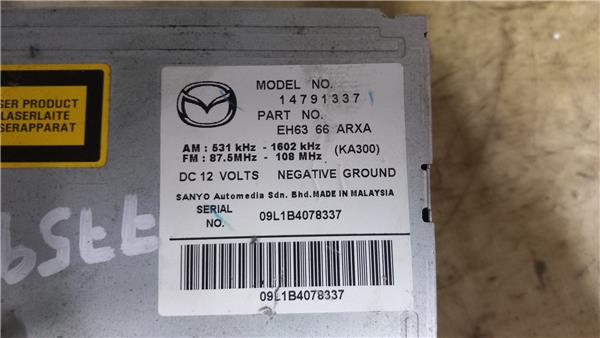 SER PRODUCT
LASERLAITE
SERAPPARAT
MODEL NO.
14791337
PART NO.
EH63 66 ARXA
AM : 531 kHz - 1602 kHz (KA300)
FM : 87.5MHz - 108 MHz
DC 12 VOLTS NEGATIVE GROUND
SANYO Automedia Sdn. Bhd. MADE IN MALAYSIA
SERIAL NO. 09L1B4078337
09L1B4078337
7759